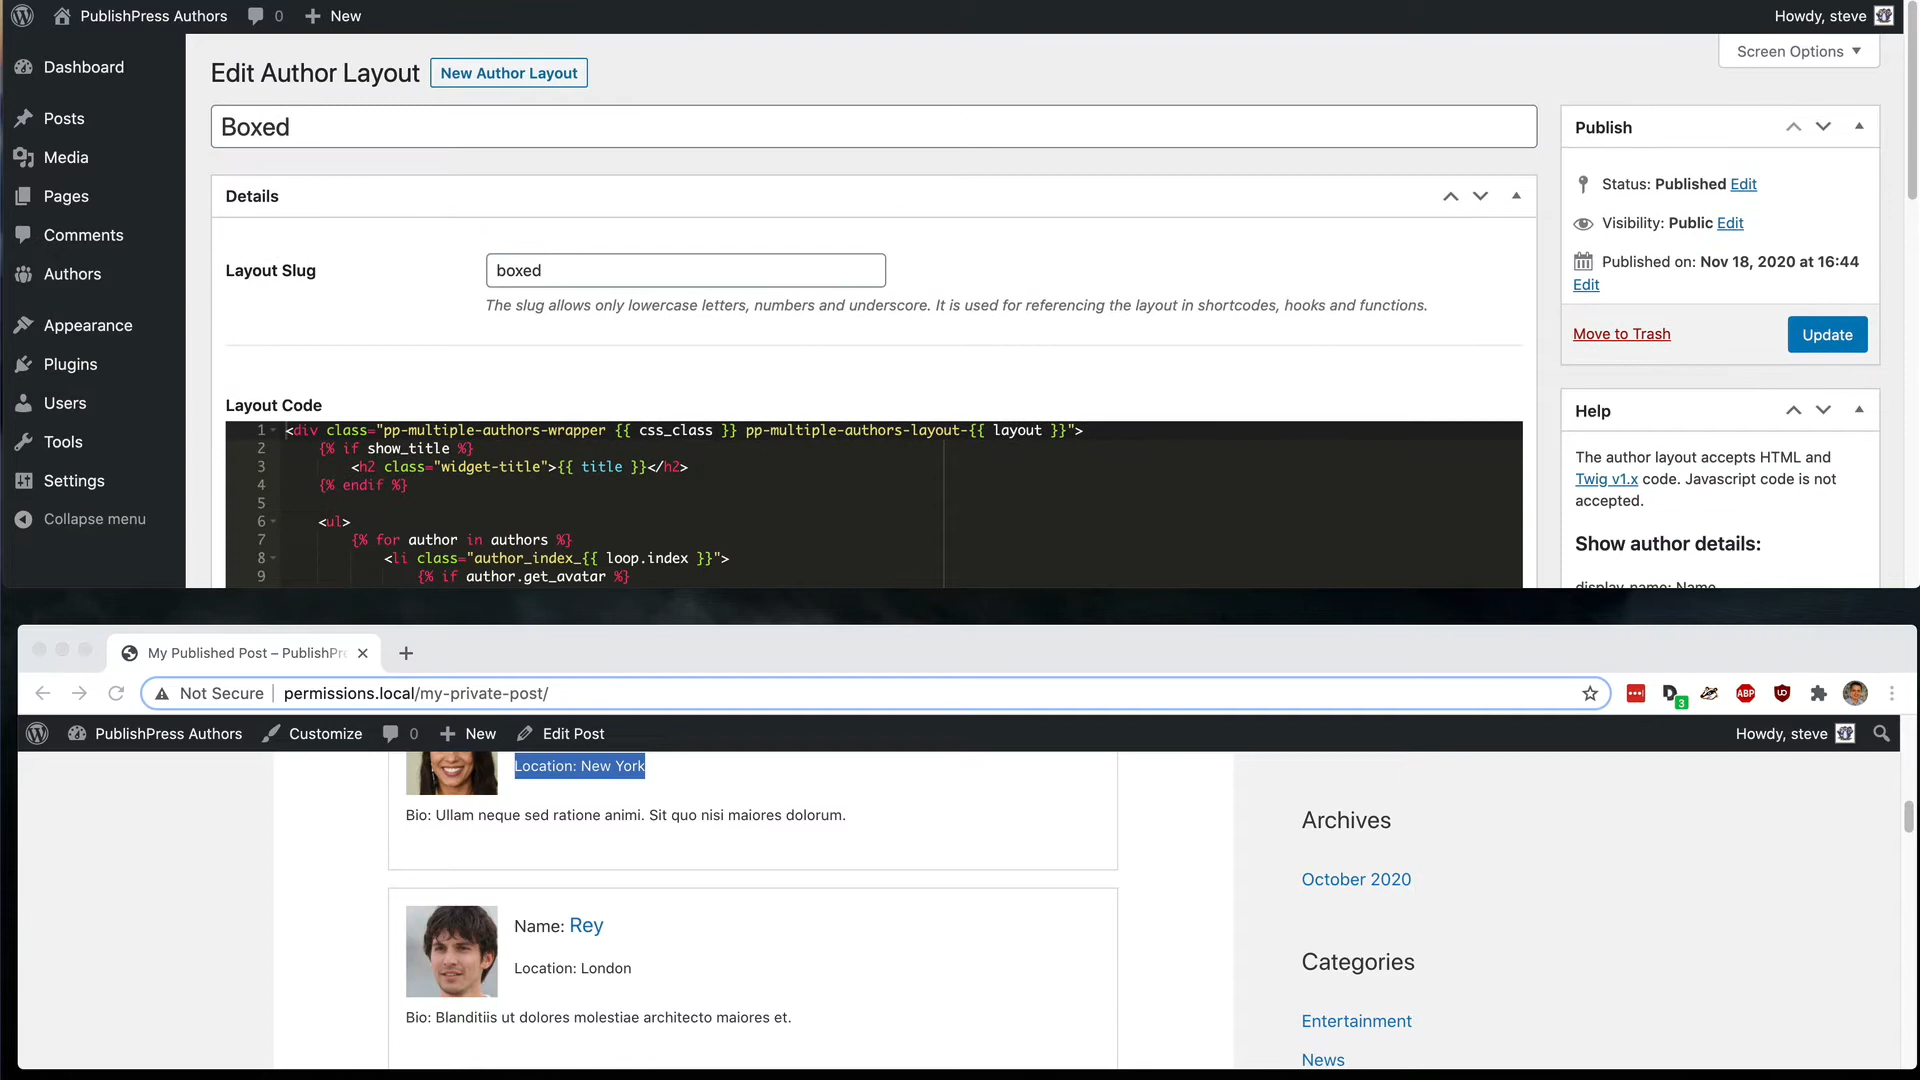 PublishPress Authors 0 New Howdy, steve
Screen Options
Dashboard
Posts
Media
Pages
Comments
Authors
Appearance
Plugins
Users
Tools
Settings
Collapse menu
Edit Author Layout New Author Layout
Boxed
Details
Layout Slug boxed
The slug allows only lowercase letters, numbers and underscore. It is used for referencing the layout in shortcodes, hooks and functions.
Layout Code
1 <div class="pp-multiple-authors-wrapper {{ css_class }} pp-multiple-authors-layout-{{ layout }}">
2 {% if show_title %}
3 <h2 class="widget-title">{{ title }}</h2>
4 {% endif %}
5
6 <ul>
7 {% for author in authors %}
8 <li class="author_index_{{ loop.index }}">
9 {% if author.get_avatar %}
Publish
Status: Published Edit
Visibility: Public Edit
Published on: Nov 18, 2020 at 16:44
Edit
Move to Trash Update
Help
The author layout accepts HTML and
Twig v1.x code. Javascript code is not
accepted.
Show author details:
display_name: Name
My Published Post – PublishPr
Not Secure permissions.local/my-private-post/
ABP
3
PublishPress Authors Customize 0 New Edit Post Howdy, steve
Location: New York
Bio: Ullam neque sed ratione animi. Sit quo nisi maiores dolorum.
Name: Rey
Location: London
Bio: Blanditiis ut dolores molestiae architecto maiores et.
Archives
October 2020
Categories
Entertainment
News